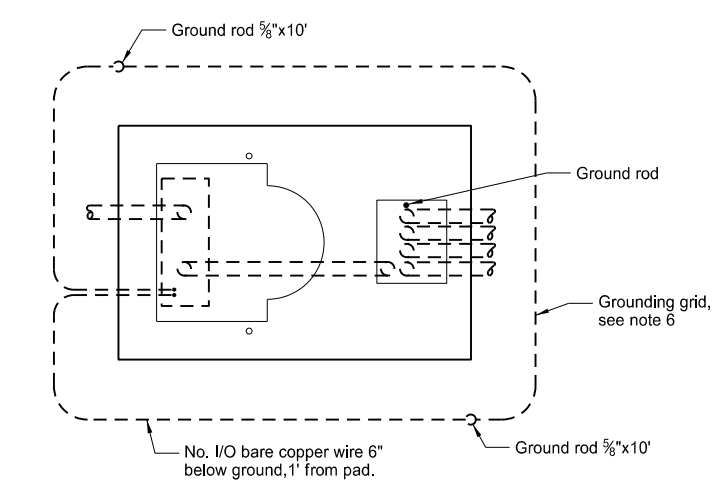 Ground rod ⅝"x10'
Ground rod
Grounding grid,
see note 6
Ground rod ⅝"x10'
No. I/O bare copper wire 6"
below ground,1' from pad.